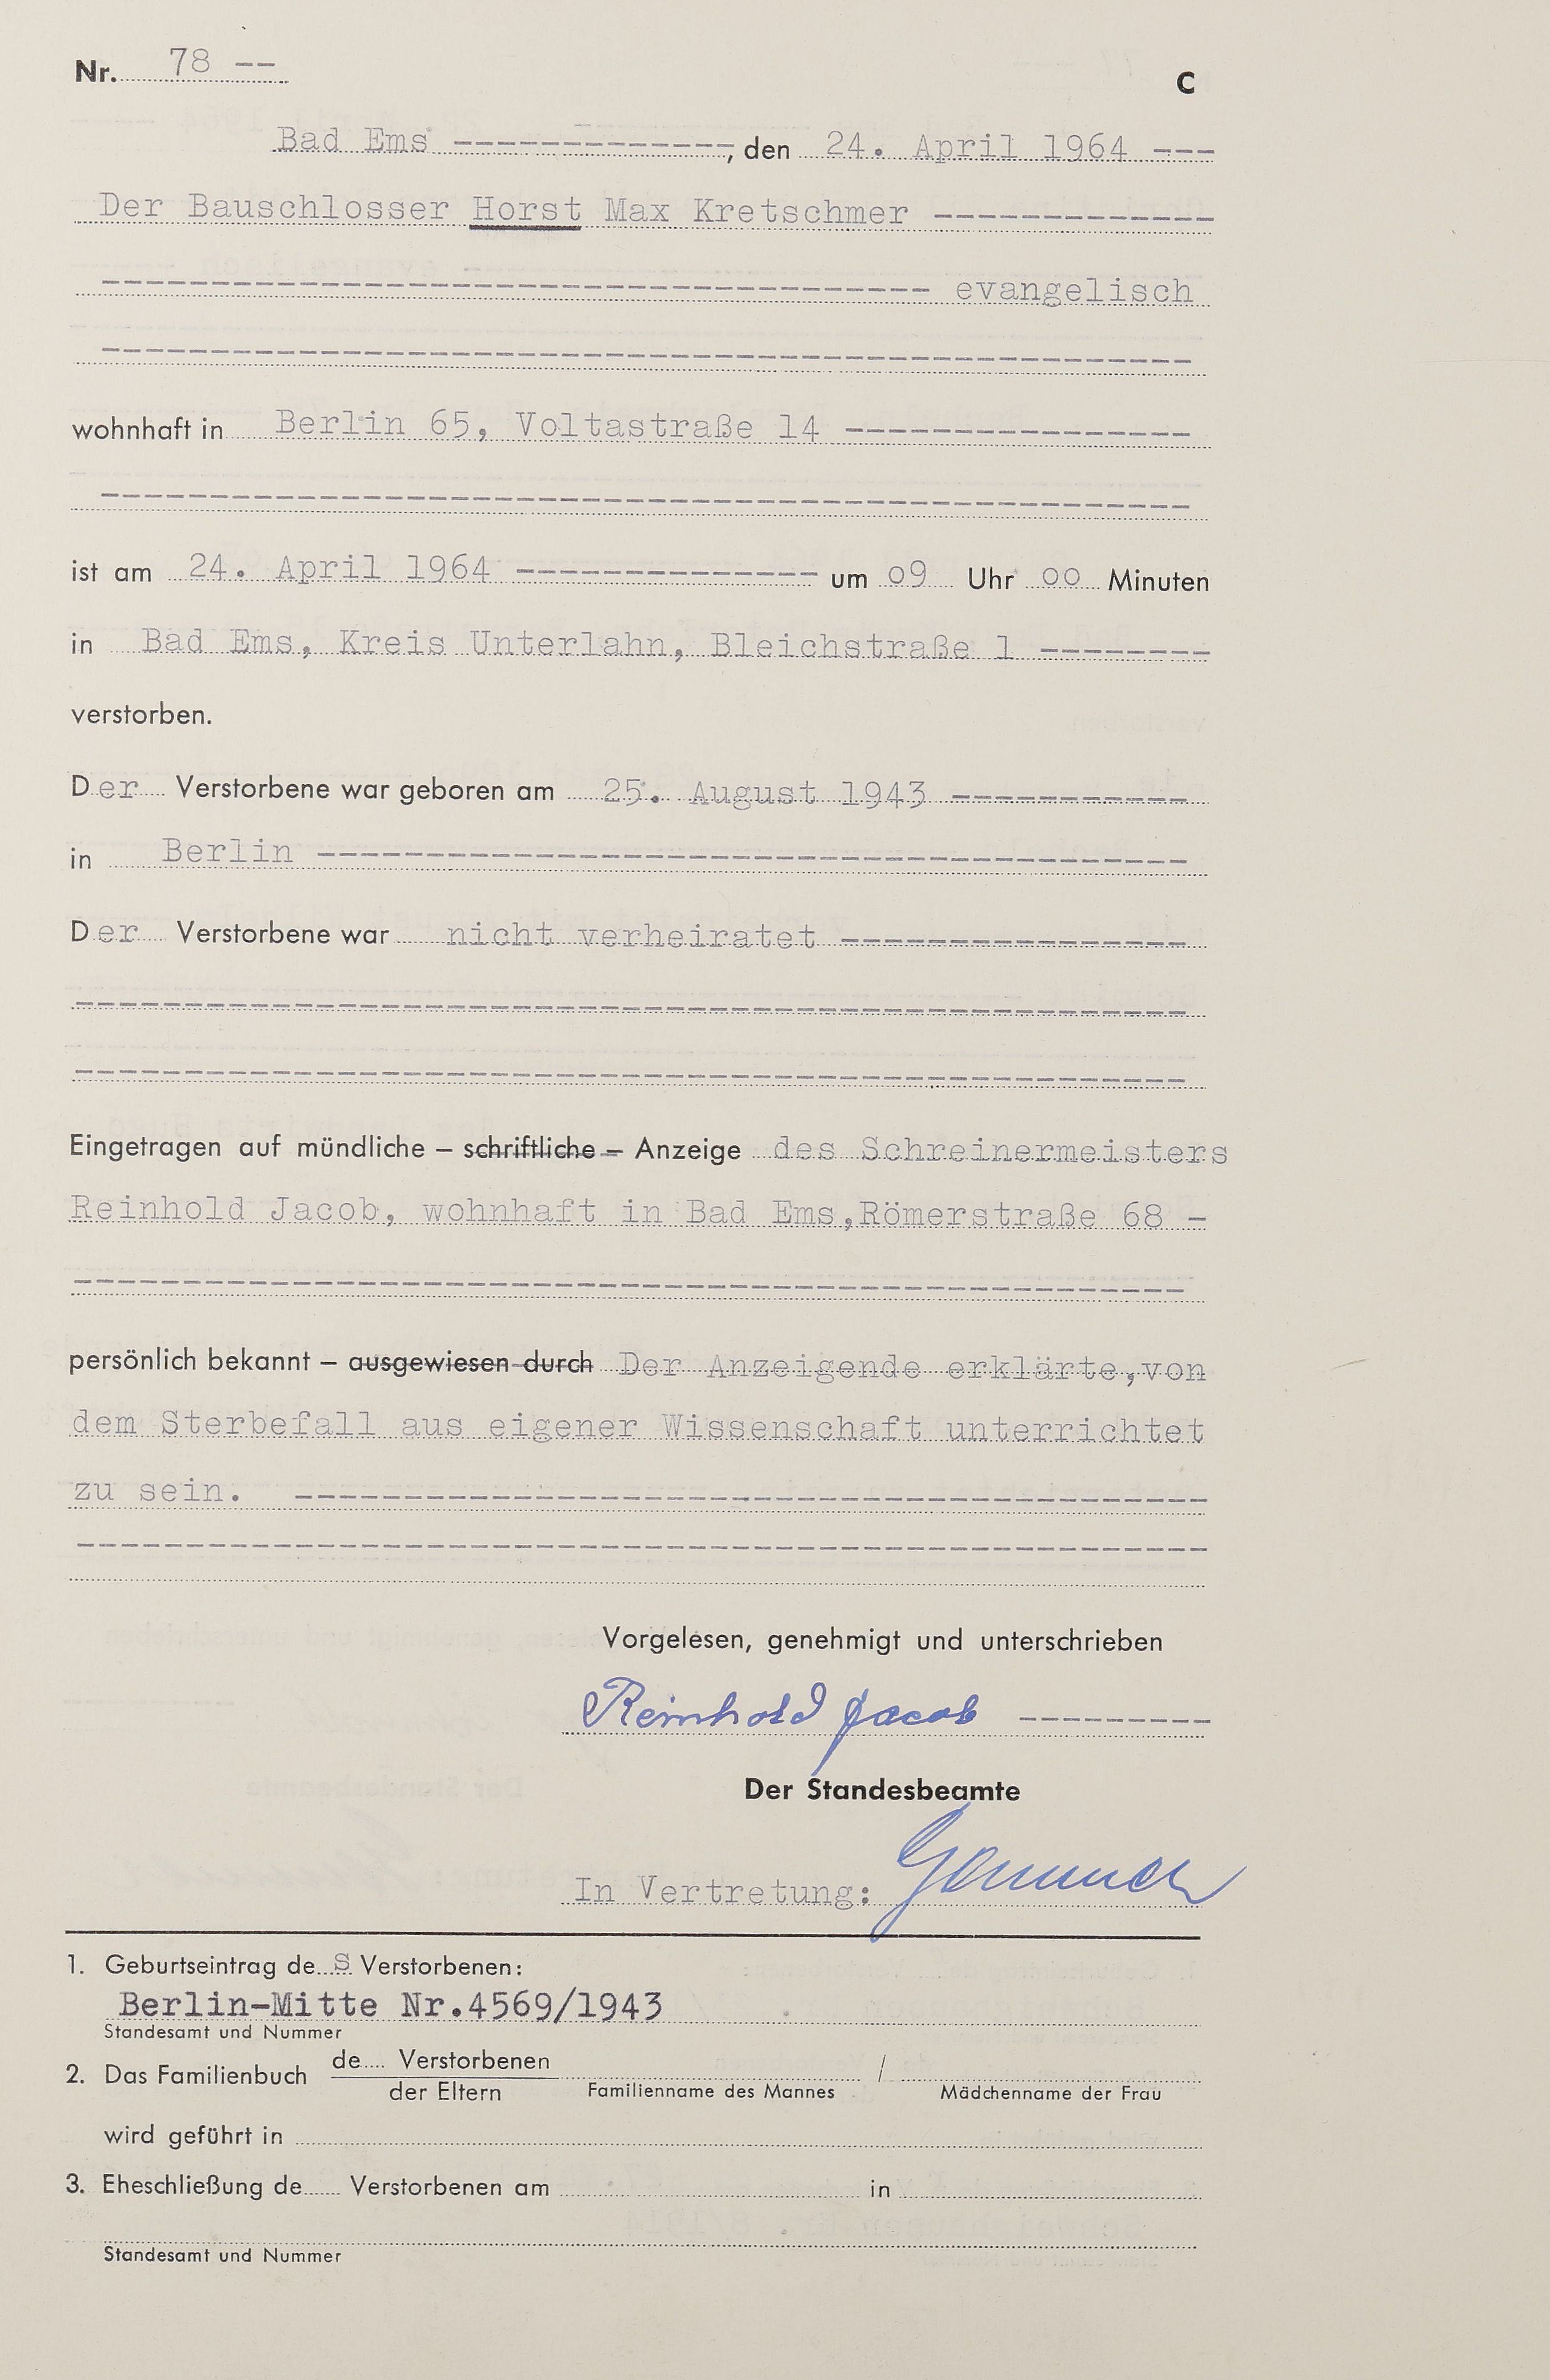 Nr. 78 --
C
Bad Ems ---------------, den 24. April 1964 ---
Der Bauschlosser Horst Max Kretschmer -------------
-------------------------------------- evangelisch
--------------------------------------------------
wohnhaft in Berlin 65, Voltastraße 14 ----------------
--------------------------------------------------
ist am 24. April 1964 -------------- um 09 Uhr 00 Minuten
in Bad Ems, Kreis Unterlahn, Bleichstraße 1 --------
verstorben.
Der Verstorbene war geboren am 25. August 1943 -----------
in Berlin ----------------------------------------
Der Verstorbene war nicht verheiratet ----------------
--------------------------------------------------
--------------------------------------------------
Eingetragen auf mündliche – schriftliche – Anzeige des Schreinermeisters
Reinhold Jacob, wohnhaft in Bad Ems,Römerstraße 68 -
--------------------------------------------------
persönlich bekannt – ausgewiesen durch Der Anzeigende erklärte,von
dem Sterbefall aus eigener Wissenschaft unterrichtet
zu sein. ------------------------------------------
--------------------------------------------------
Vorgelesen, genehmigt und unterschrieben
Reinhold Jacob ---------
Der Standesbeamte
In Vertretung:
1. Geburtseintrag des Verstorbenen:
Berlin-Mitte Nr.4569/1943
Standesamt und Nummer
de.... Verstorbenen /
2. Das Familienbuch
der Eltern Familienname des Mannes Mädchenname der Frau
wird geführt in
3. Eheschließung de...... Verstorbenen am in
Standesamt und Nummer